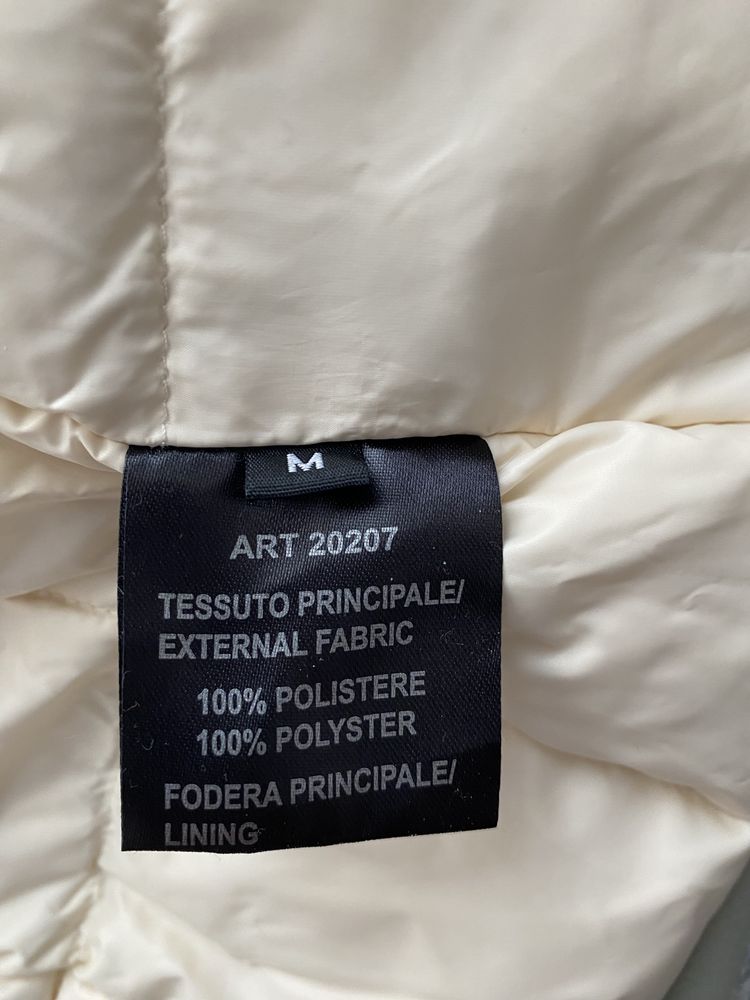 M
ART 20207
TESSUTO PRINCIPALE/
EXTERNAL FABRIC
100% POLISTERE
100% POLYSTER
FODERA PRINCIPALE/
LINING